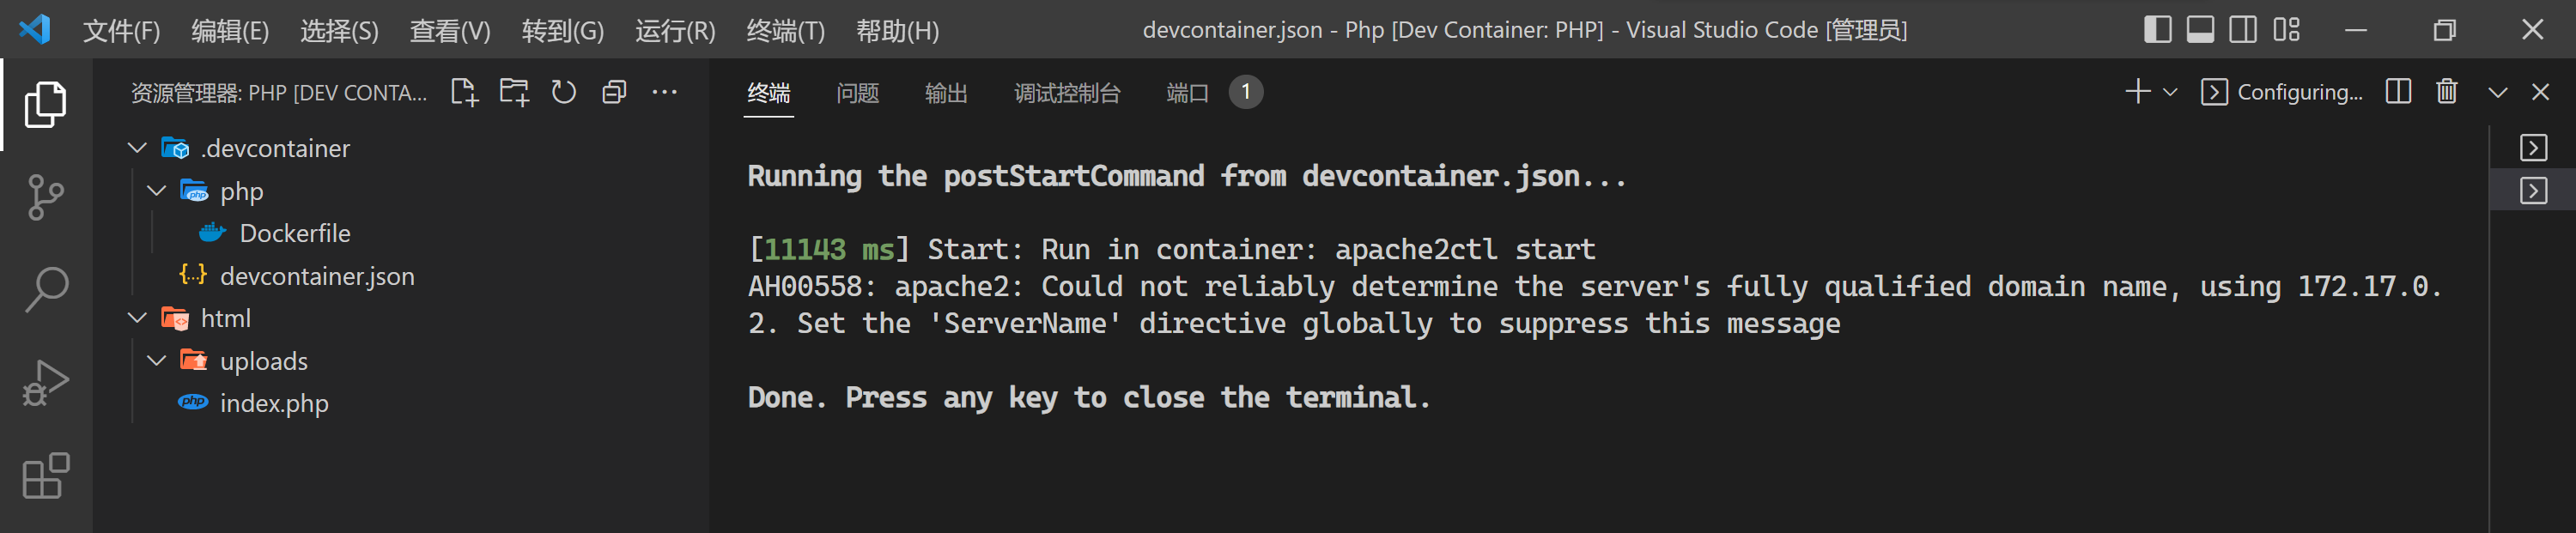 文件(F) 编辑(E) 选择(S) 查看(V) 转到(G) 运行(R) 终端(T) 帮助(H) devcontainer.json - Php [Dev Container: PHP] - Visual Studio Code [管理员]
资源管理器: PHP [DEV CONTA...
.devcontainer
php
php
Dockerfile
{..} devcontainer.json
html
uploads
php index.php
终端 问题 输出 调试控制台 端口 1 Configuring...
Running the postStartCommand from devcontainer.json...
[11143 ms] Start: Run in container: apache2ctl start
AH00558: apache2: Could not reliably determine the server's fully qualified domain name, using 172.17.0.
2. Set the 'ServerName' directive globally to suppress this message
Done. Press any key to close the terminal.